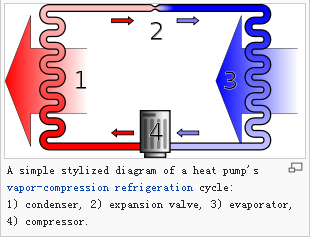 2
1
3
4
A simple stylized diagram of a heat pump's
vapor-compression refrigeration cycle:
1) condenser, 2) expansion valve, 3) evaporator,
4) compressor.